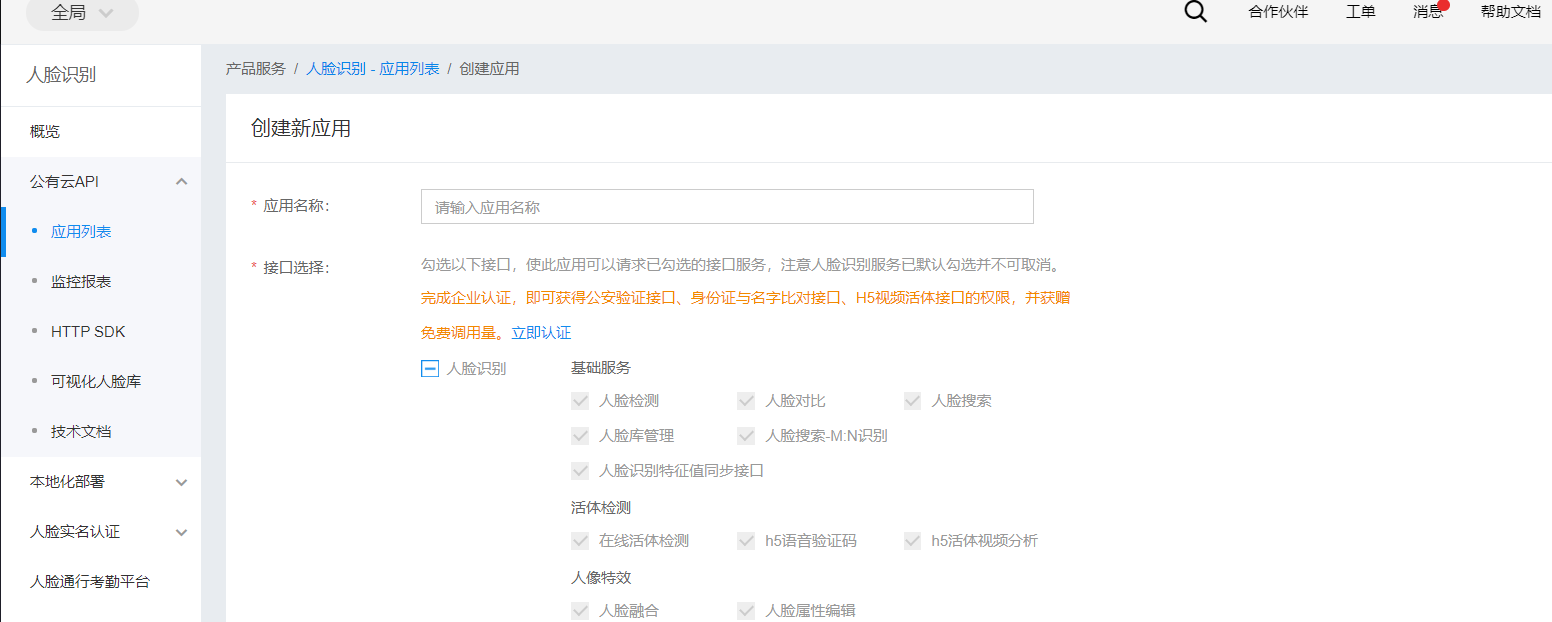 全局
合作伙伴 工单 消息 帮助文档
人脸识别
概览
公有云API
应用列表
监控报表
HTTP SDK
可视化人脸库
技术文档
本地化部署
人脸实名认证
人脸通行考勤平台
产品服务 / 人脸识别 - 应用列表 / 创建应用
创建新应用
* 应用名称: 请输入应用名称
* 接口选择: 勾选以下接口，使此应用可以请求已勾选的接口服务，注意人脸识别服务已默认勾选并不可取消。
完成企业认证，即可获得公安验证接口、身份证与名字比对接口、H5视频活体接口的权限，并获赠
免费调用量。立即认证
人脸识别 基础服务
人脸检测 人脸对比 人脸搜索
人脸库管理 人脸搜索-M:N识别
人脸识别特征值同步接口
活体检测
在线活体检测 h5语音验证码 h5活体视频分析
人像特效
人脸融合 人脸属性编辑